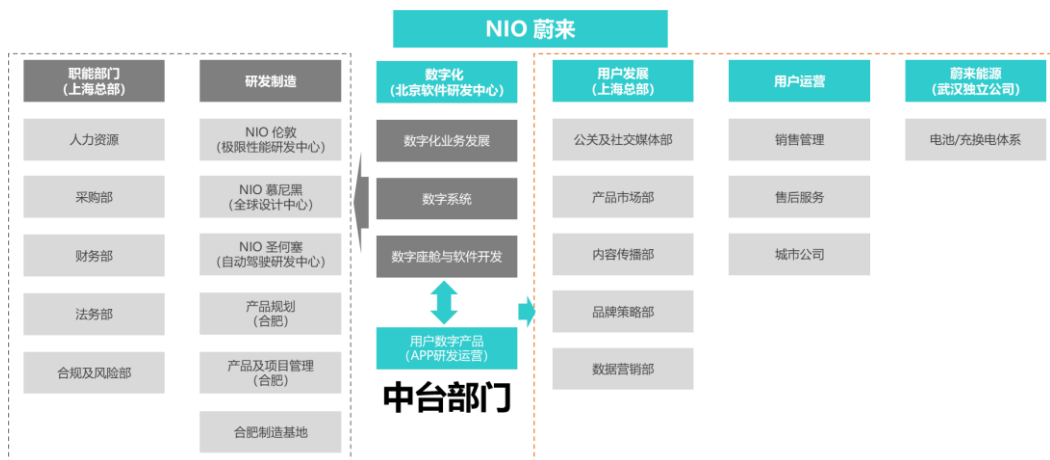 NIO 蔚来
职能部门
(上海总部)
人力资源
采购部
财务部
法务部
合规及风险部
研发制造
NIO 伦敦
(极限性能研发中心)
NIO 慕尼黑
(全球设计中心)
NIO 圣何塞
(自动驾驶研发中心)
产品规划
(合肥)
产品及项目管理
(合肥)
合肥制造基地
数字化
(北京软件研发中心)
数字化业务发展
数字系统
数字座舱与软件开发
用户数字产品
(APP研发运营)
中台部门
用户发展
(上海总部)
公关及社交媒体部
产品市场部
内容传播部
品牌策略部
数据营销部
用户运营
销售管理
售后服务
城市公司
蔚来能源
(武汉独立公司)
电池/充换电体系